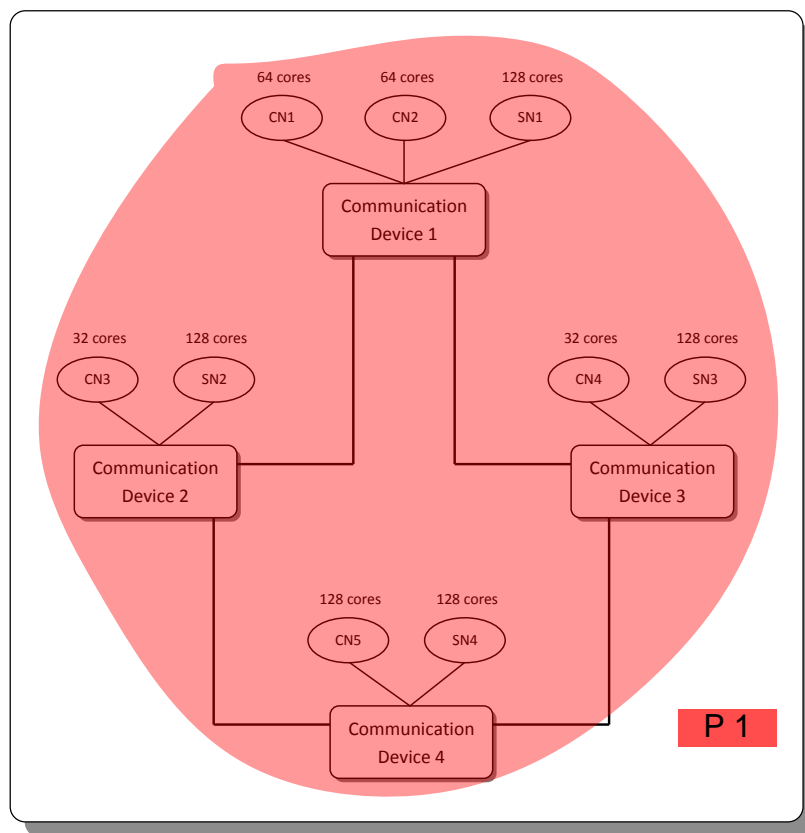 64 cores
64 cores
128 cores
CN1
CN2
SN1
Communication
Device 1
32 cores
128 cores
32 cores
128 cores
CN3
SN2
CN4
SN3
Communication
Device 2
Communication
Device 3
128 cores
128 cores
CN5
SN4
Communication
Device 4
P 1